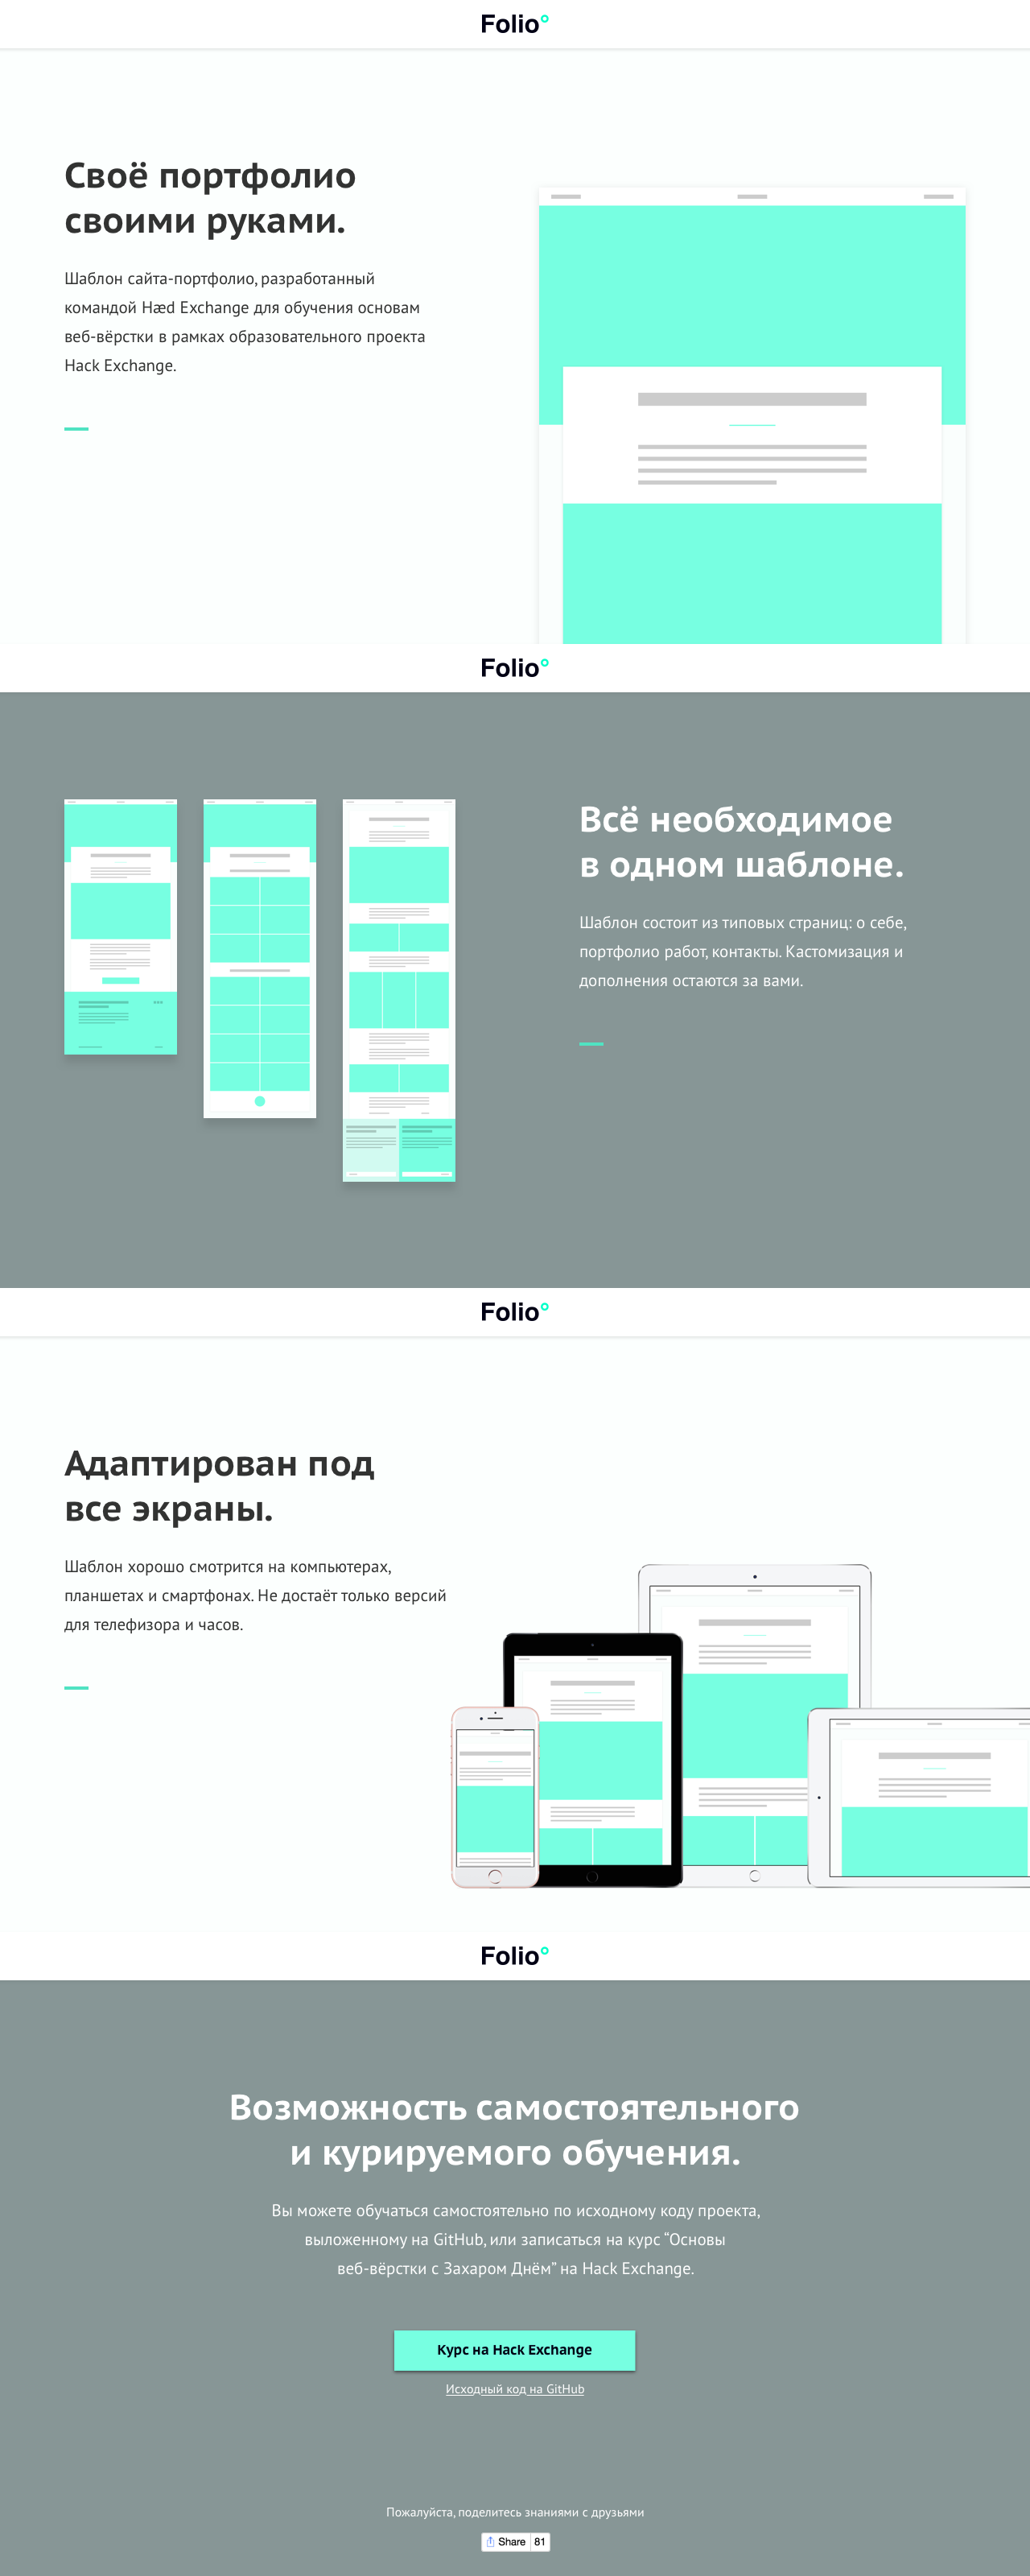 Folio°
Своё портфолио
своими руками.
Шаблон сайта-портфолио, разработанный
командой Hæd Exchange для обучения основам
веб-вёрстки в рамках образовательного проекта
Hack Exchange.
Folio°
Всё необходимое
в одном шаблоне.
Шаблон состоит из типовых страниц: о себе,
портфолио работ, контакты. Кастомизация и
дополнения остаются за вами.
Folio°
Адаптирован под
все экраны.
Шаблон хорошо смотрится на компьютерах,
планшетах и смартфонах. Не достаёт только версий
для телефизора и часов.
Folio°
Возможность самостоятельного
и курируемого обучения.
Вы можете обучаться самостоятельно по исходному коду проекта,
выложенному на GitHub, или записаться на курс “Основы
веб-вёрстки с Захаром Днём” на Hack Exchange.
Курс на Hack Exchange
Исходный код на GitHub
Пожалуйста, поделитесь знаниями с друзьями
Share 81